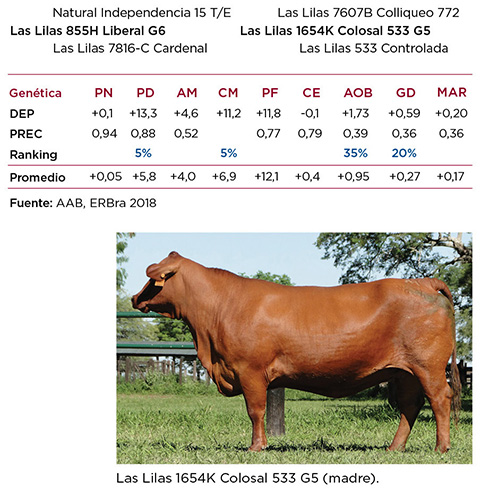 Natural Independencia 15 T/E Las Lilas 7607B Colliqueo 772
Las Lilas 855H Liberal G6 Las Lilas 1654K Colosal 533 G5
Las Lilas 7816-C Cardenal Las Lilas 533 Controlada
Genética PN PD AM CM PF CE AOB GD MAR
DEP +0,1 +13,3 +4,6 +11,2 +11,8 -0,1 +1,73 +0,59 +0,20
PREC 0,94 0,88 0,52 0,77 0,79 0,39 0,36 0,36
Ranking 5% 5% 35% 20%
Promedio +0,05 +5,8 +4,0 +6,9 +12,1 +0,4 +0,95 +0,27 +0,17
Fuente: AAB, ERBra 2018
Las Lilas 1654K Colosal 533 G5 (madre).